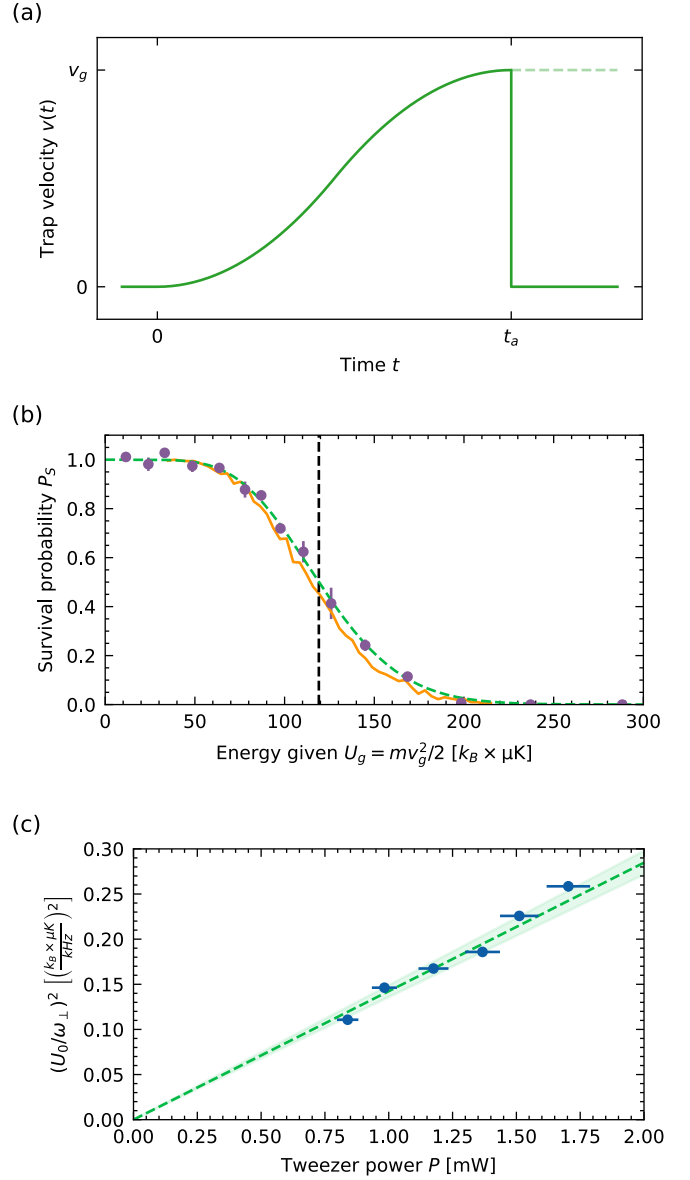 (a)
v_g
0
Trap velocity v(t)
0
t_a
Time t
(b)
1.0
0.8
0.6
0.4
0.2
0.0
Survival probability P_S
0
50
100
150
200
250
300
Energy given U_g = mv_g^2/2 [k_B × μK]
(c)
0.30
0.25
0.20
0.15
0.10
0.05
0.00
(U_0/ω_⊥)^2 [(k_B × μK / kHz)^2]
0.00
0.25
0.50
0.75
1.00
1.25
1.50
1.75
2.00
Tweezer power P [mW]